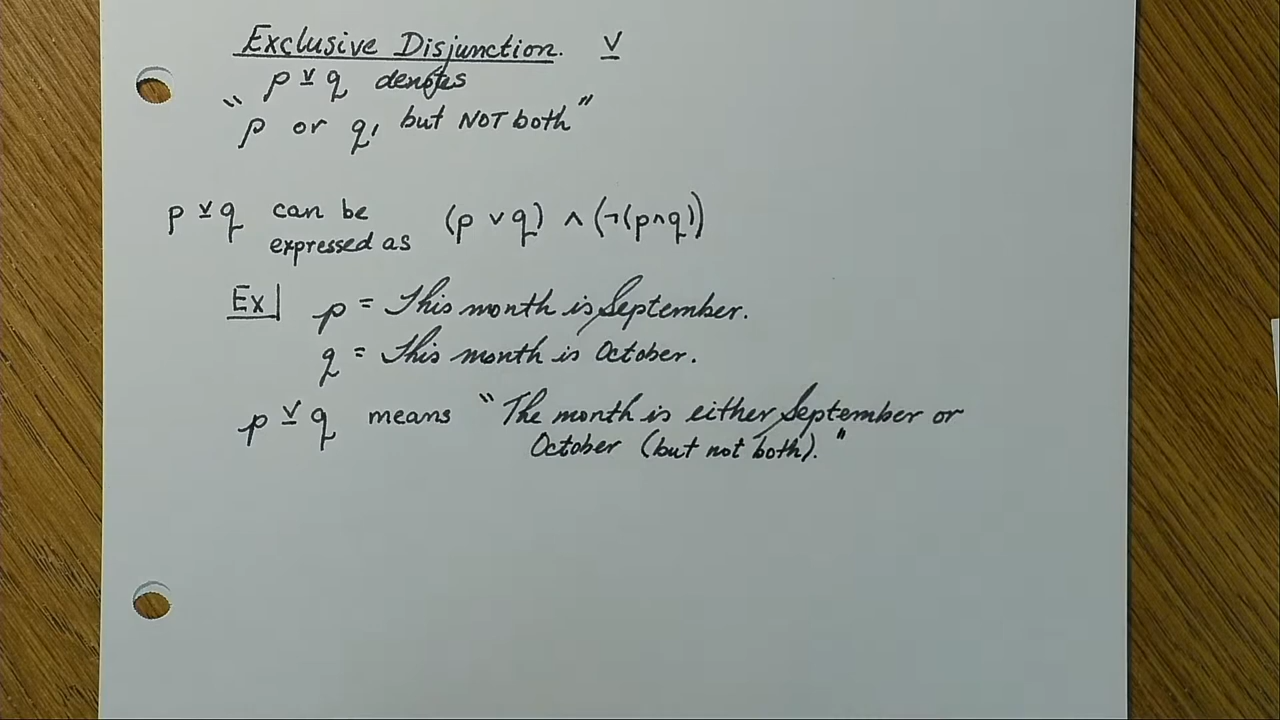 Exclusive Disjunction. ⊻
p ⊻ q denotes
"p or q, but NOT both"
p ⊻ q can be expressed as (p ∨ q) ∧ (¬(p∧q))
Ex p = This month is September.
q = This month is October.
p ⊻ q means "The month is either September or
October (but not both)."